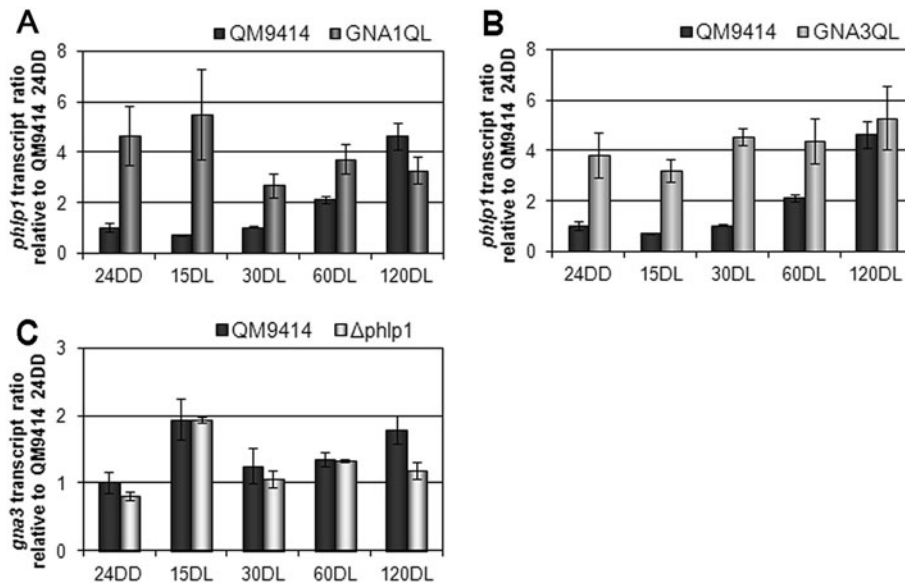 A
QM9414 GNA1QL
phlp1 transcript ratio
relative to QM9414 24DD
8
6
4
2
0
24DD 15DL 30DL 60DL 120DL
B
QM9414 GNA3QL
phlp1 transcript ratio
relative to QM9414 24DD
8
6
4
2
0
24DD 15DL 30DL 60DL 120DL
C
QM9414 Δphlp1
gna3 transcript ratio
relative to QM9414 24DD
3
2
1
0
24DD 15DL 30DL 60DL 120DL